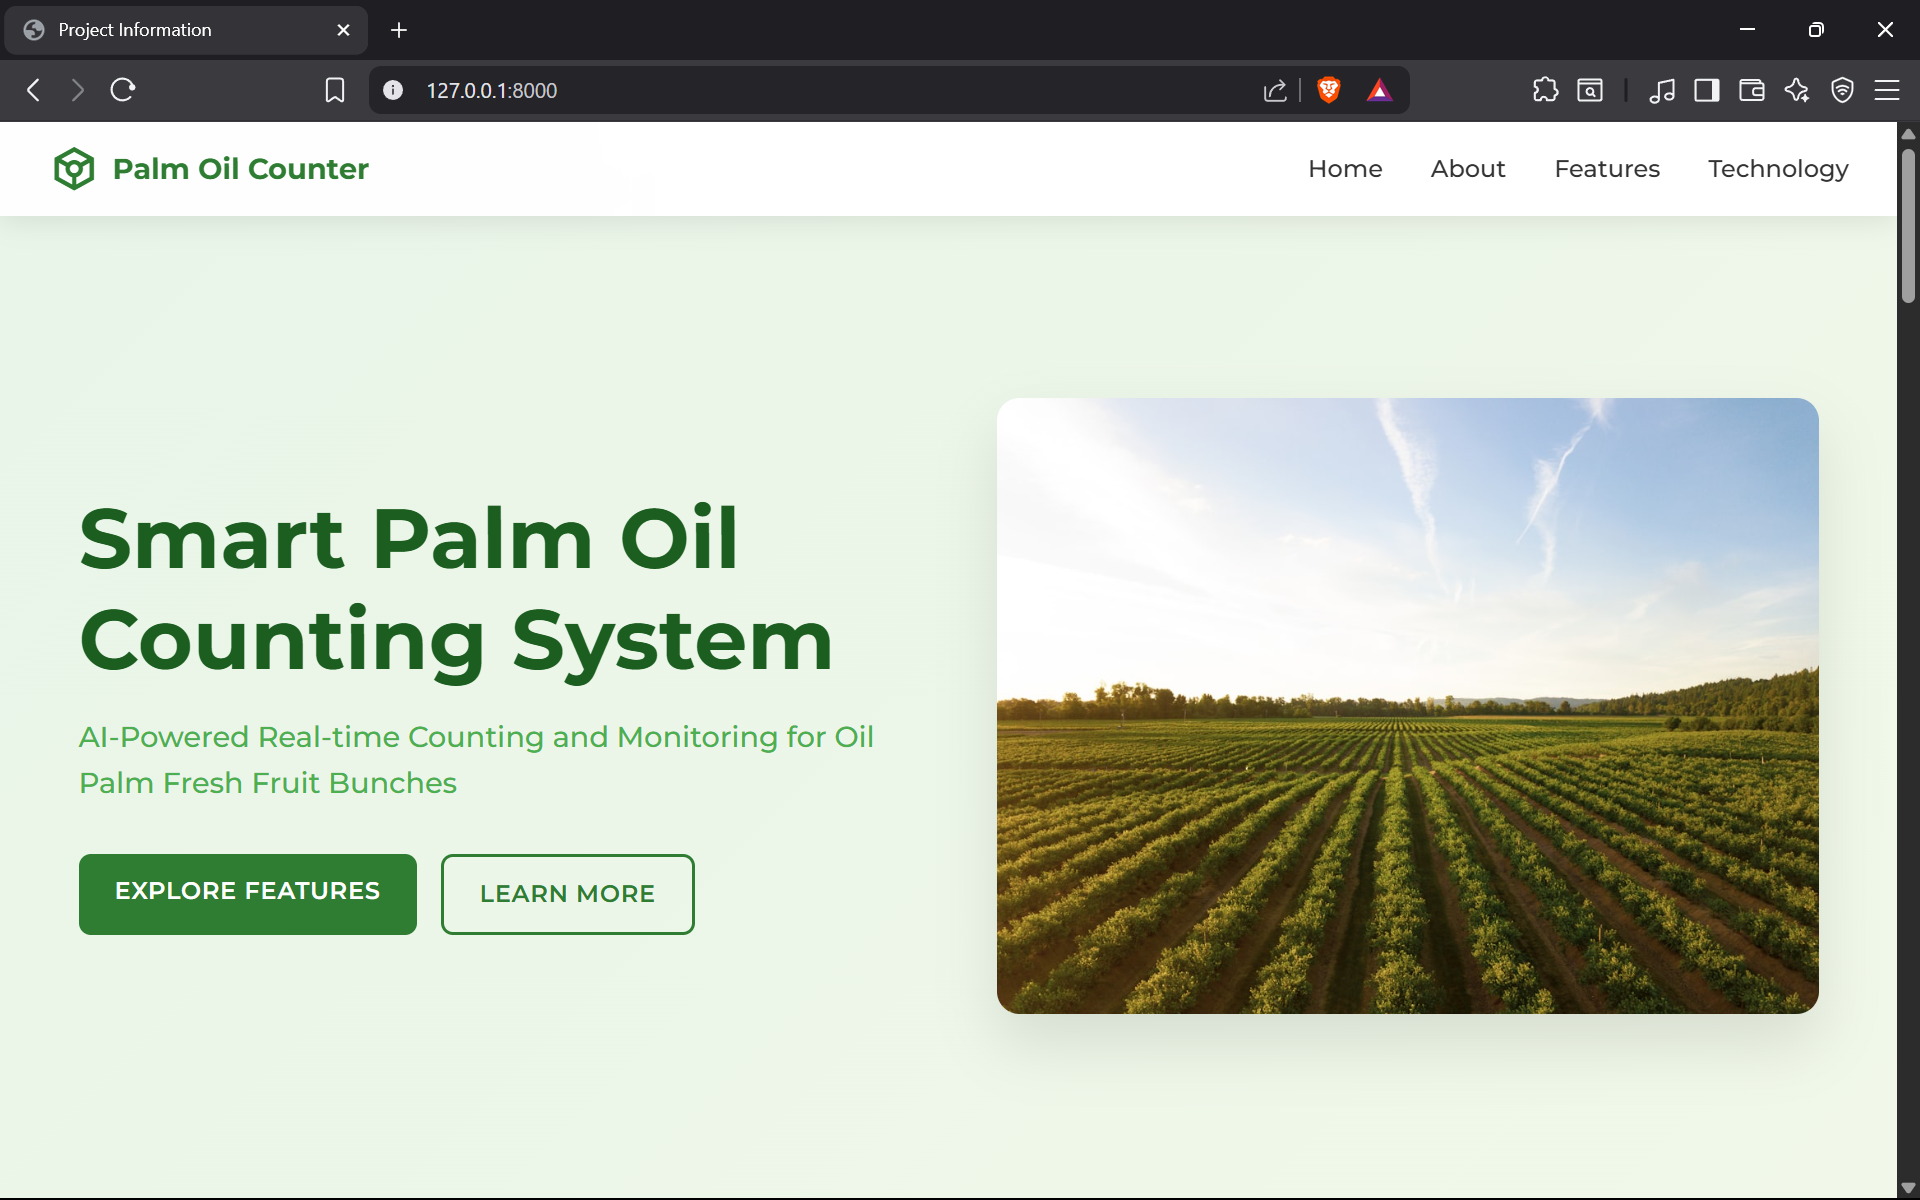 Project Information
127.0.0.1:8000
Palm Oil Counter
Home About Features Technology
Smart Palm Oil
Counting System
AI-Powered Real-time Counting and Monitoring for Oil
Palm Fresh Fruit Bunches
EXPLORE FEATURES LEARN MORE